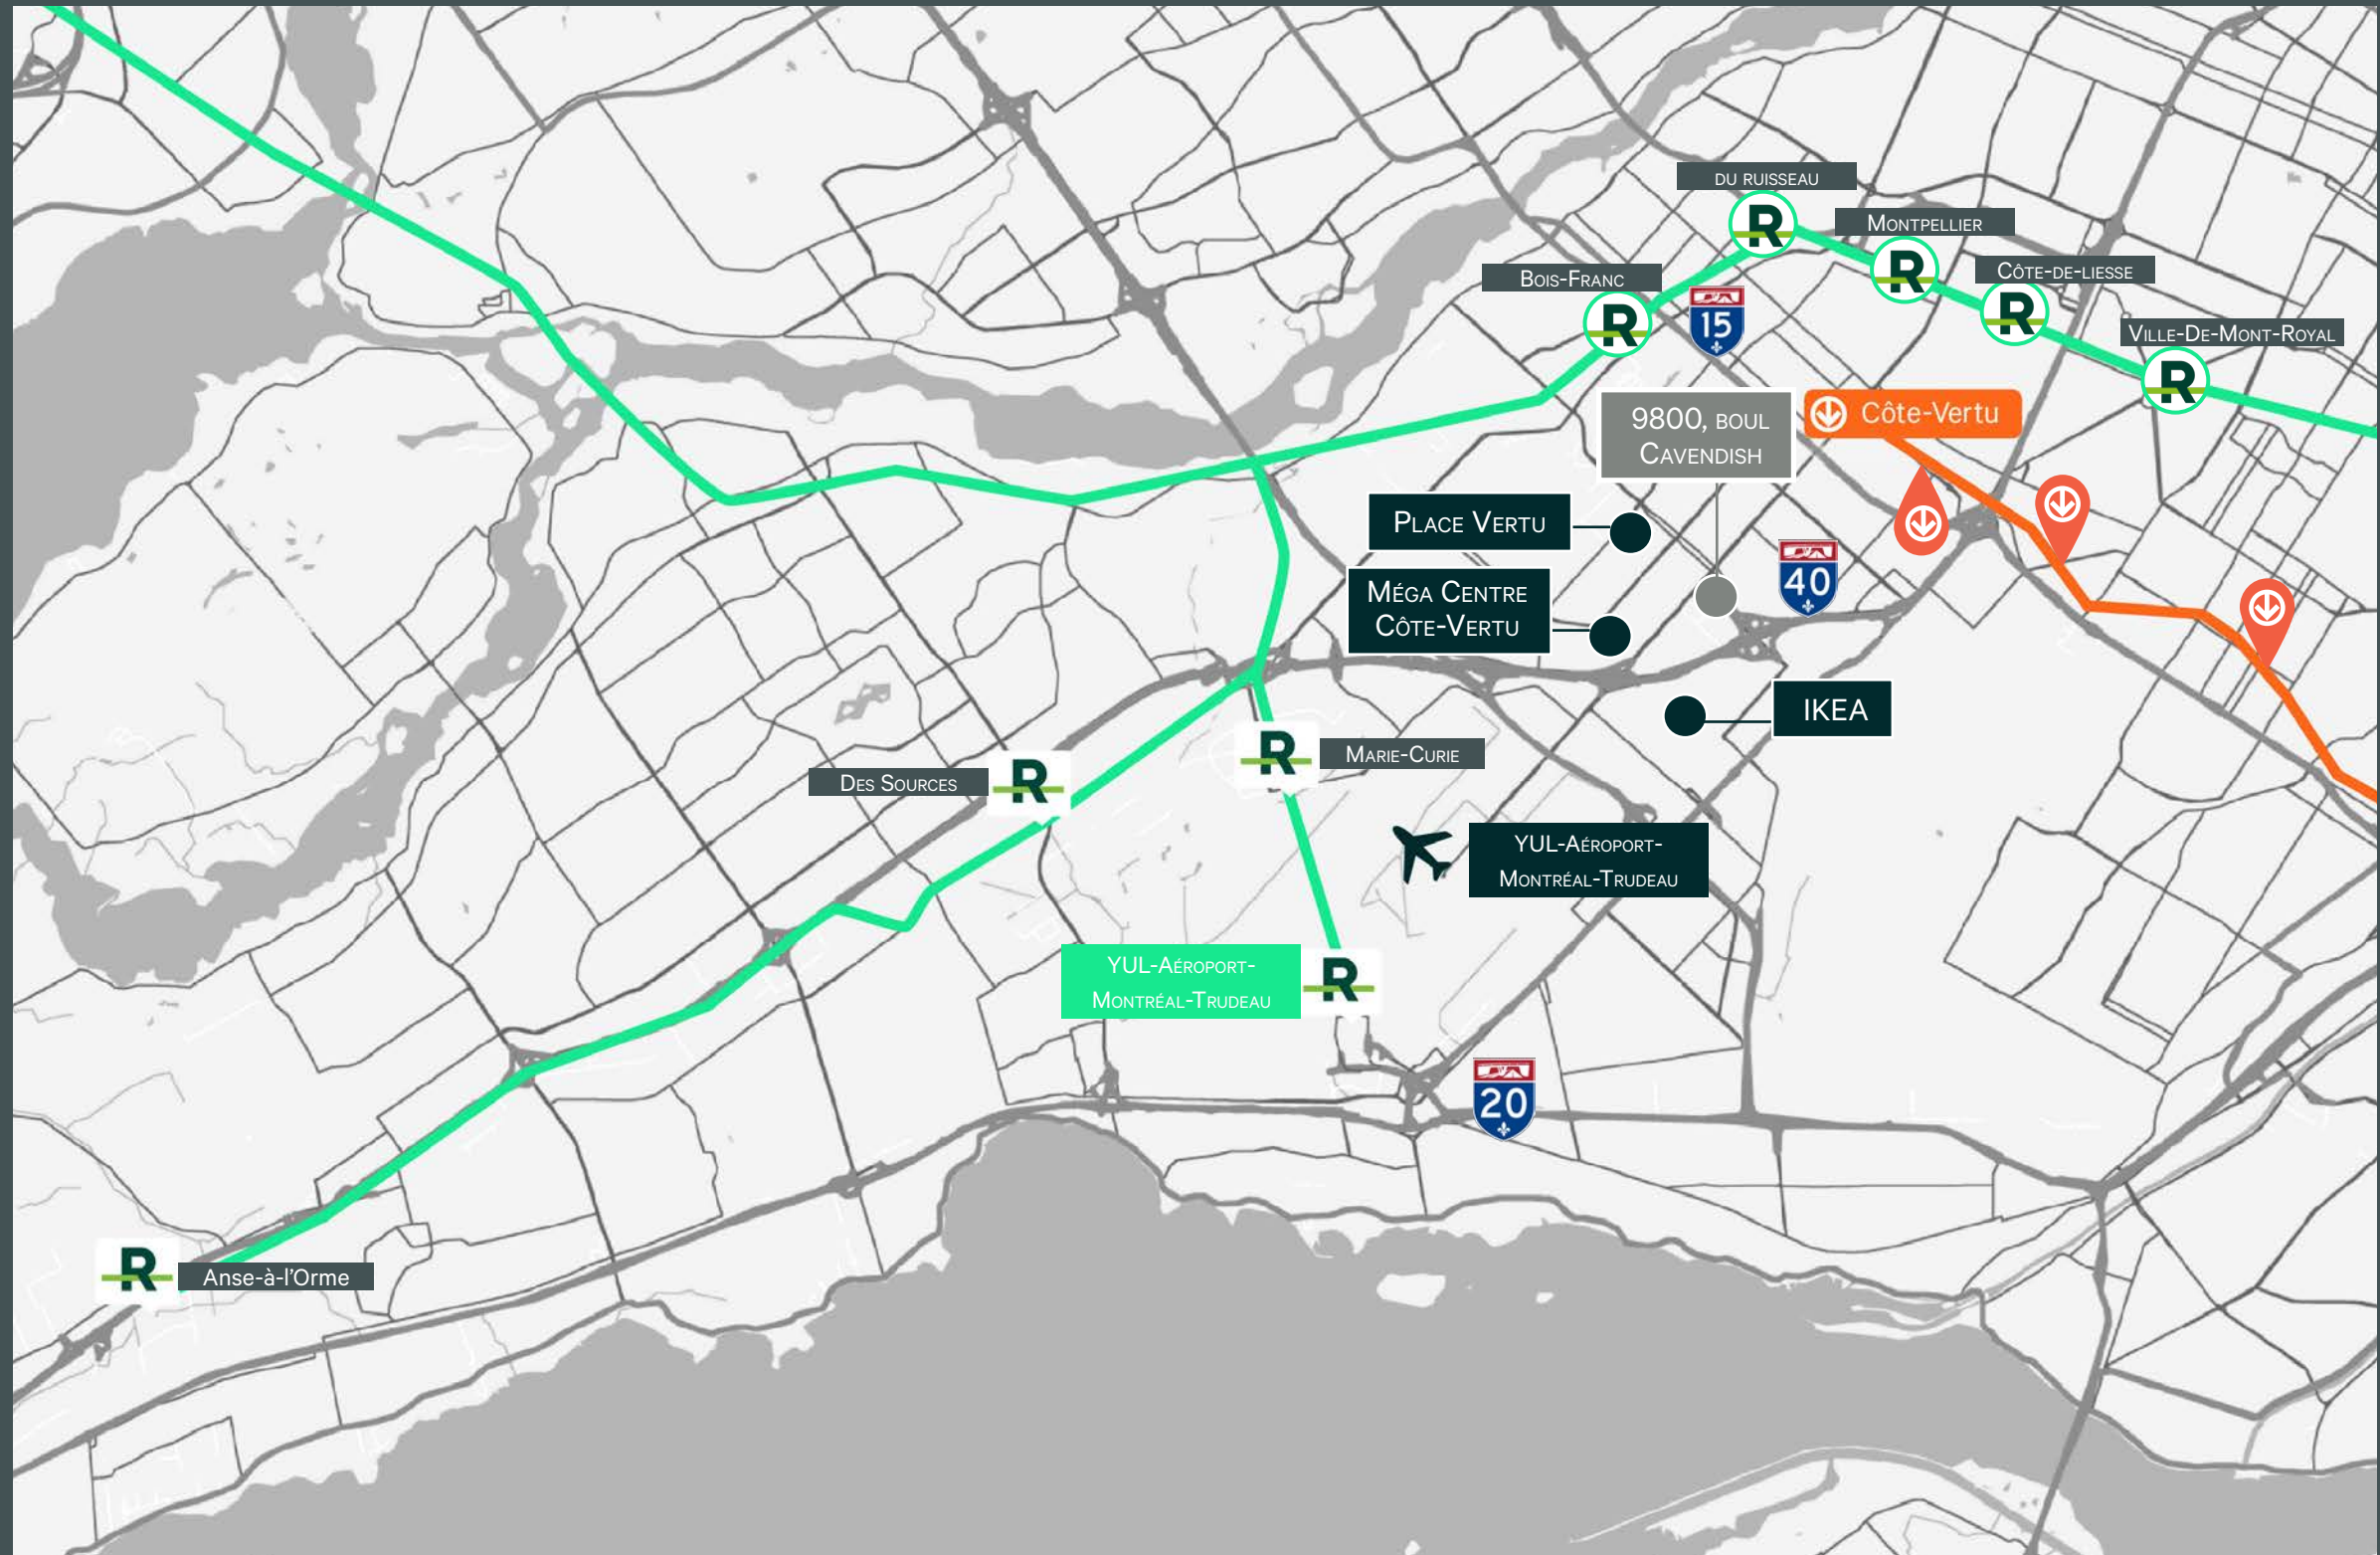 DU RUISSEAU
R
MONTPELLIER
R
CÔTE-DE-LIESSE
R
BOIS-FRANC
R
15
VILLE-DE-MONT-ROYAL
R
9800, BOUL
CAVENDISH
Côte-Vertu
PLACE VERTU
40
MÉGA CENTRE
CÔTE-VERTU
IKEA
R
MARIE-CURIE
DES SOURCES
R
YUL-AÉROPORT-
MONTRÉAL-TRUDEAU
YUL-AÉROPORT-
MONTRÉAL-TRUDEAU
R
20
R
Anse-à-l'Orme